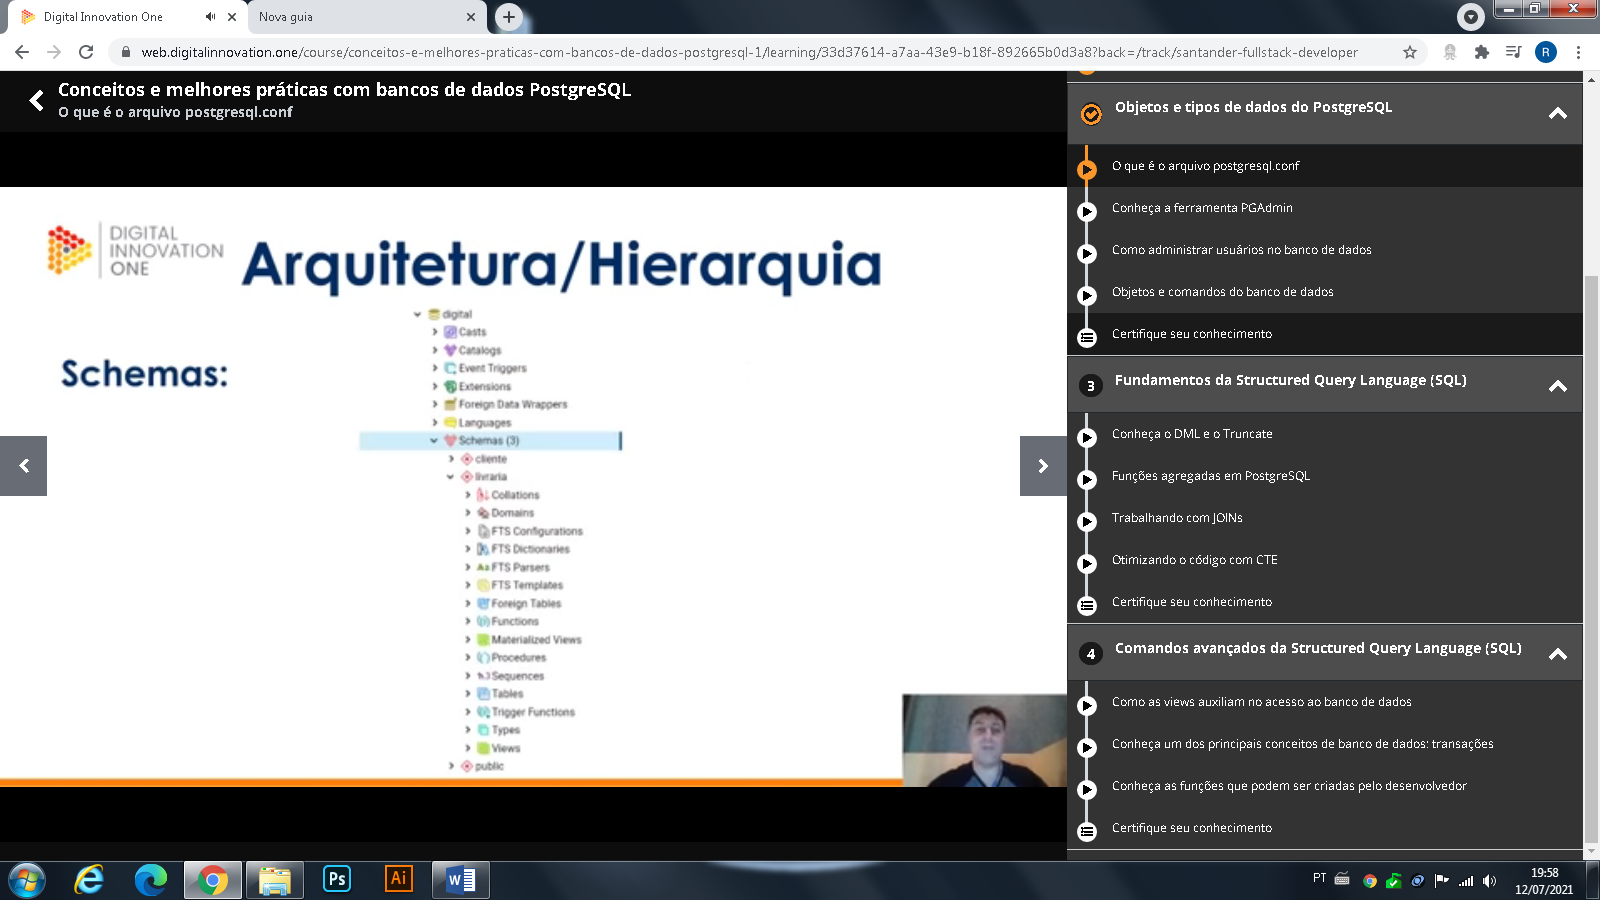 Digital Innovation One
Nova guia
web.digitalinnovation.one/course/conceitos-e-melhores-praticas-com-bancos-de-dados-postgresql-1/learning/33d37614-a7aa-43e9-b18f-892665b0d3a8?back=/track/santander-fullstack-developer
R
Conceitos e melhores práticas com bancos de dados PostgreSQL
O que é o arquivo postgresql.conf
DIGITAL
INNOVATION
ONE
Arquitetura/Hierarquia
Schemas:
digital
Casts
Catalogs
Event Triggers
Extensions
Foreign Data Wrappers
Languages
Schemas (3)
cliente
livraria
Collations
Domains
FTS Configurations
FTS Dictionaries
Aa FTS Parsers
FTS Templates
Foreign Tables
Functions
Materialized Views
Procedures
1..3 Sequences
Tables
Trigger Functions
Types
Views
public
Objetos e tipos de dados do PostgreSQL
O que é o arquivo postgresql.conf
Conheça a ferramenta PGAdmin
Como administrar usuários no banco de dados
Objetos e comandos do banco de dados
Certifique seu conhecimento
3 Fundamentos da Structured Query Language (SQL)
Conheça o DML e o Truncate
Funções agregadas em PostgreSQL
Trabalhando com JOINs
Otimizando o código com CTE
Certifique seu conhecimento
4 Comandos avançados da Structured Query Language (SQL)
Como as views auxiliam no acesso ao banco de dados
Conheça um dos principais conceitos de banco de dados: transações
Conheça as funções que podem ser criadas pelo desenvolvedor
Certifique seu conhecimento
Ps
Ai
W
PT
19:58
12/07/2021